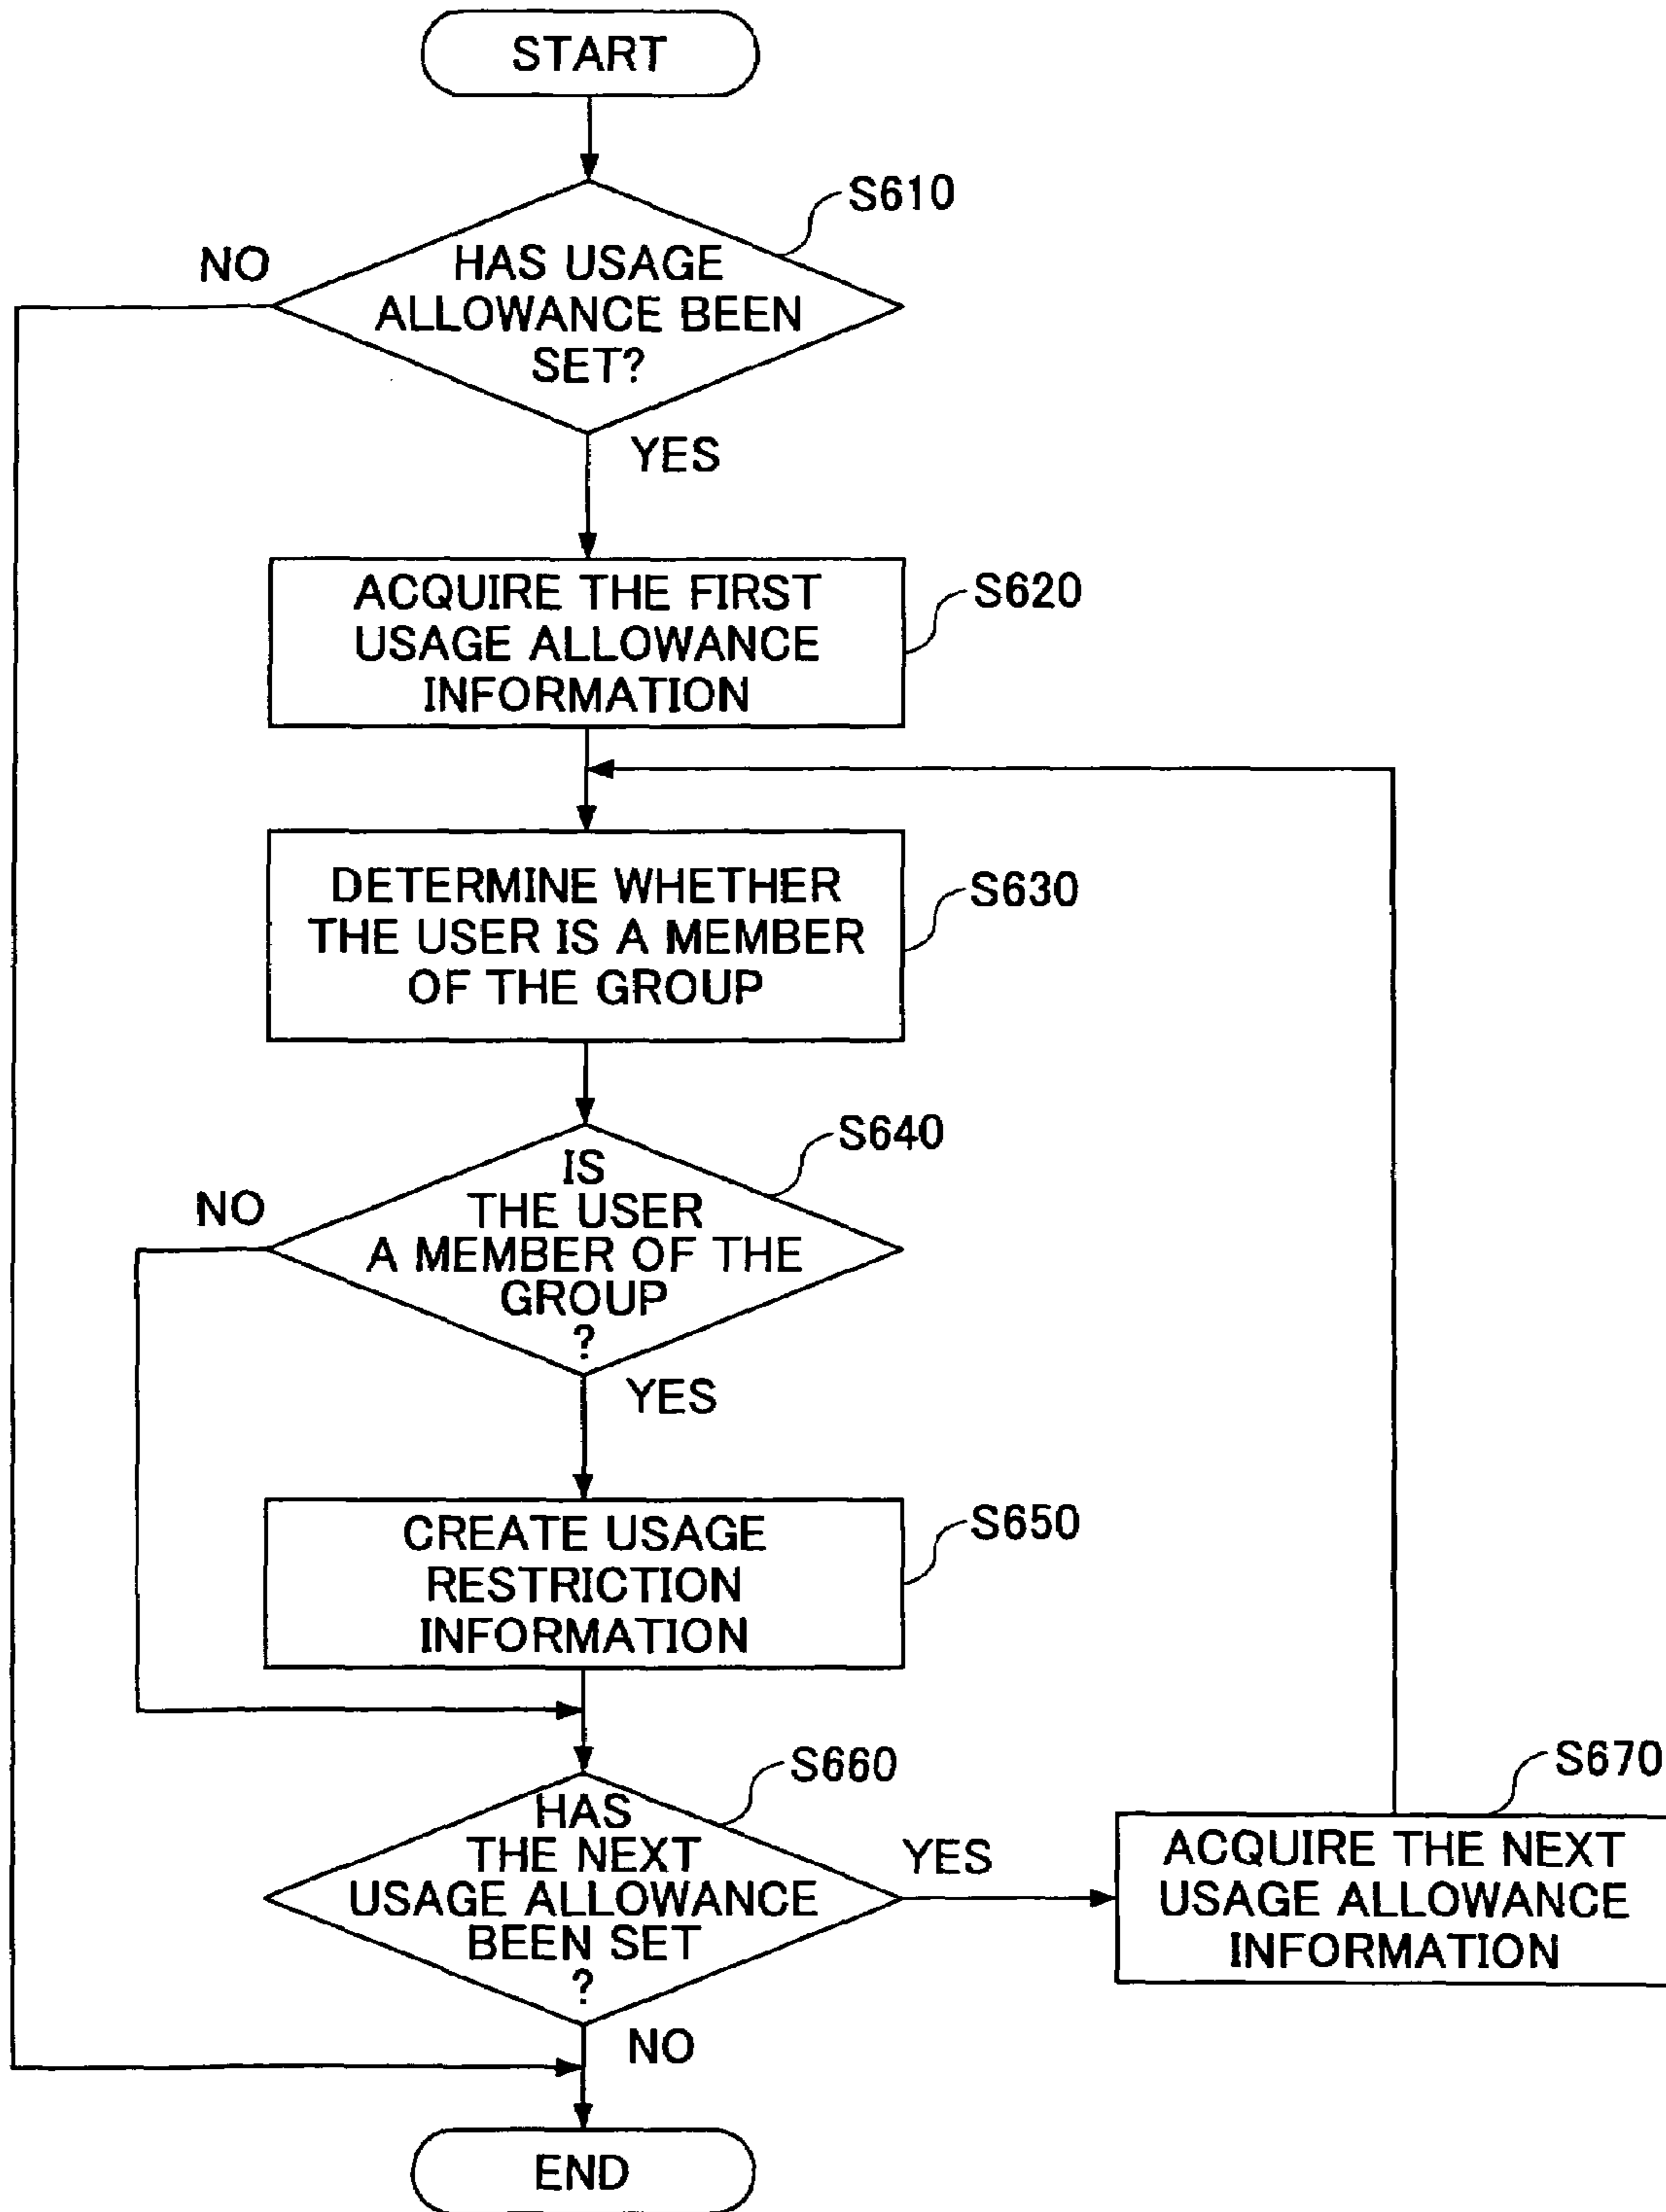 START
S610
NO
HAS USAGE
ALLOWANCE BEEN
SET?
YES
ACQUIRE THE FIRST
USAGE ALLOWANCE
INFORMATION
S620
DETERMINE WHETHER
THE USER IS A MEMBER
OF THE GROUP
S630
S640
NO
IS
THE USER
A MEMBER OF THE
GROUP
?
YES
CREATE USAGE
RESTRICTION
INFORMATION
S650
S660
HAS
THE NEXT
USAGE ALLOWANCE
BEEN SET
?
YES
NO
S670
ACQUIRE THE NEXT
USAGE ALLOWANCE
INFORMATION
END